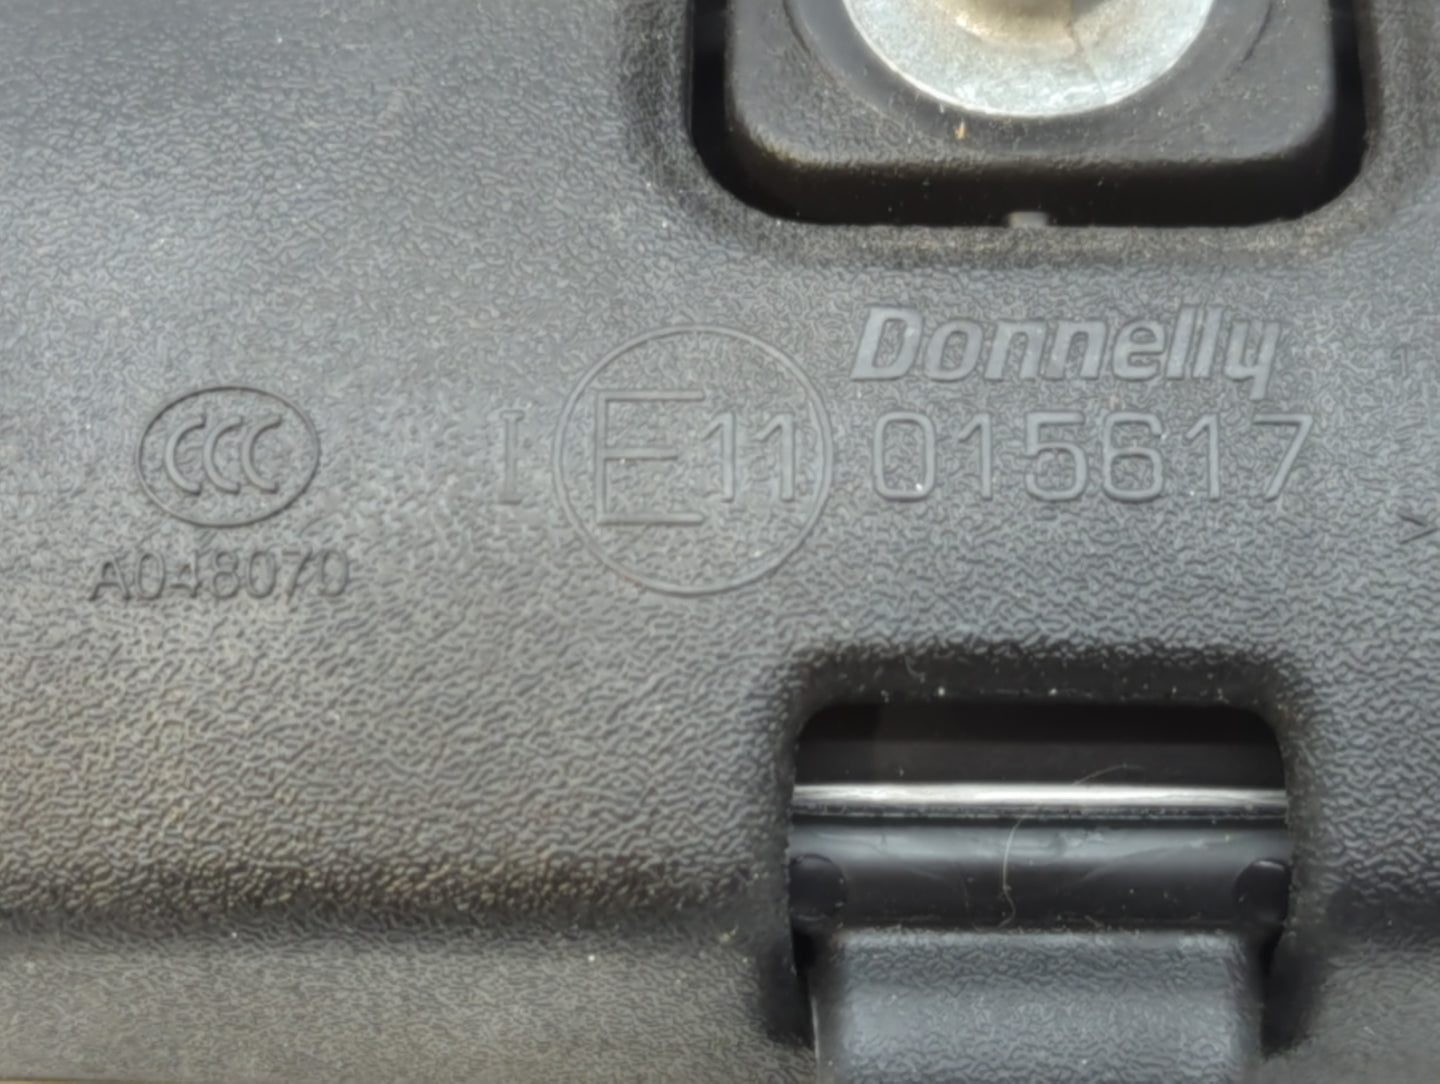 Donnelly
CCC
I E11 015617
A048070
>